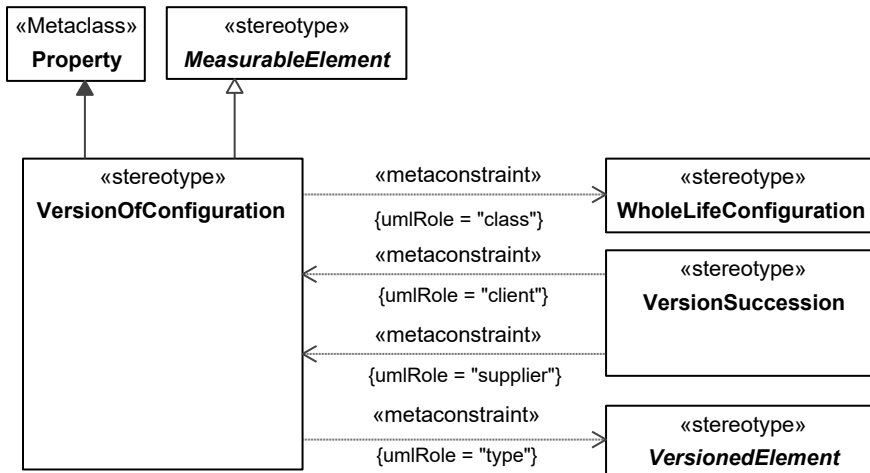 «Metaclass»
Property
«stereotype»
MeasurableElement
«stereotype»
VersionOfConfiguration
«metaconstraint»
{umlRole = "class"}
«stereotype»
WholeLifeConfiguration
«metaconstraint»
{umlRole = "client"}
«stereotype»
VersionSuccession
«metaconstraint»
{umlRole = "supplier"}
«metaconstraint»
{umlRole = "type"}
«stereotype»
VersionedElement